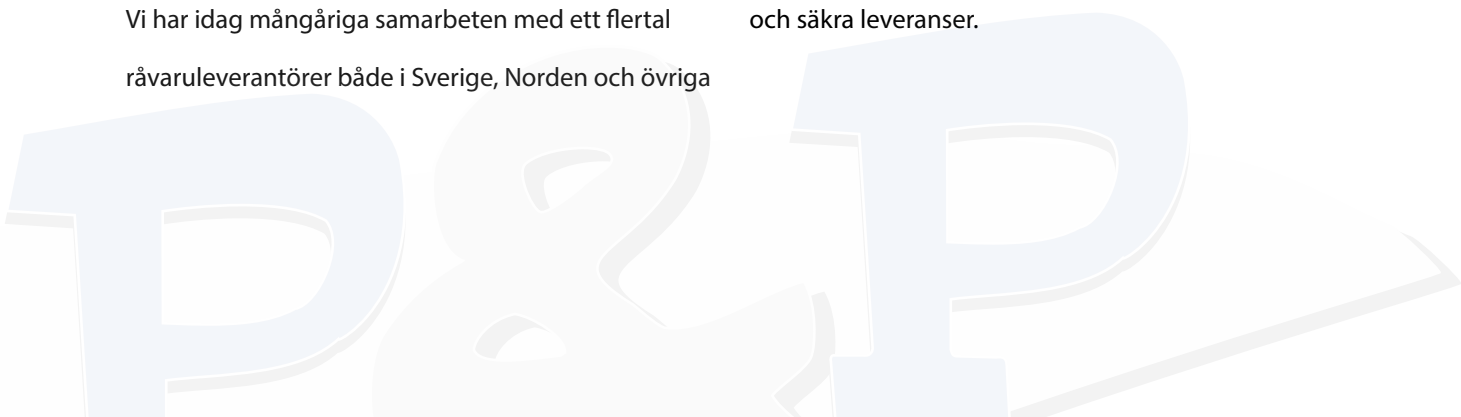 Vi har idag mångåriga samarbeten med ett flertal
råvaruleverantörer både i Sverige, Norden och övriga
och säkra leveranser.
P&P